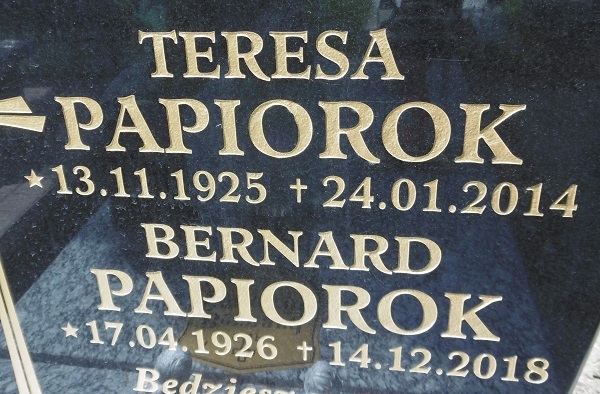 TERESA
PAPIOROK
★13.11.1925 † 24.01.2014
BERNARD
PAPIOROK
★17.04.1926 † 14.12.2018